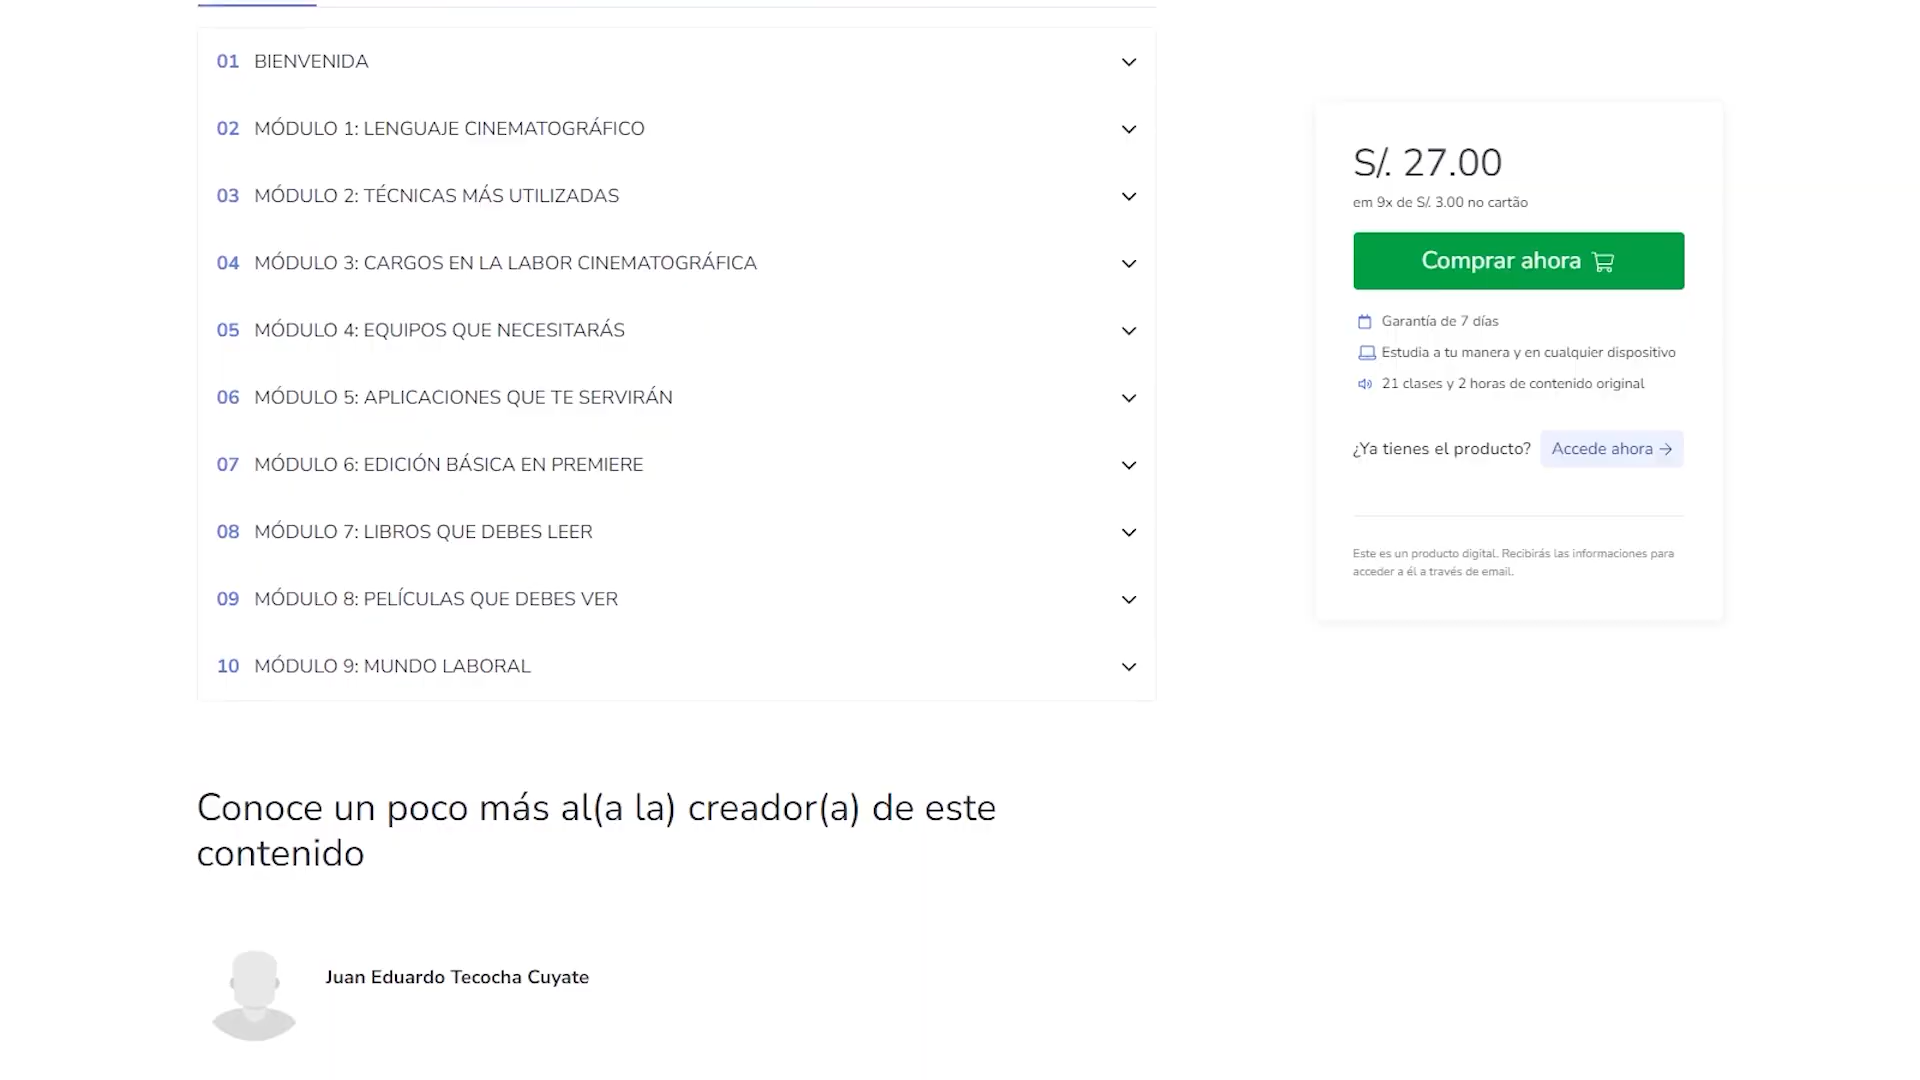 01 BIENVENIDA
02 MÓDULO 1: LENGUAJE CINEMATOGRÁFICO
03 MÓDULO 2: TÉCNICAS MÁS UTILIZADAS
04 MÓDULO 3: CARGOS EN LA LABOR CINEMATOGRÁFICA
05 MÓDULO 4: EQUIPOS QUE NECESITARÁS
06 MÓDULO 5: APLICACIONES QUE TE SERVIRÁN
07 MÓDULO 6: EDICIÓN BÁSICA EN PREMIERE
08 MÓDULO 7: LIBROS QUE DEBES LEER
09 MÓDULO 8: PELÍCULAS QUE DEBES VER
10 MÓDULO 9: MUNDO LABORAL
Conoce un poco más al(a la) creador(a) de este
contenido
Juan Eduardo Tecocha Cuyate
S/. 27.00
em 9x de S/. 3.00 no cartão
Comprar ahora
Garantía de 7 días
Estudia a tu manera y en cualquier dispositivo
21 clases y 2 horas de contenido original
¿Ya tienes el producto? Accede ahora
Este es un producto digital. Recibirás las informaciones para
acceder a él a través de email.